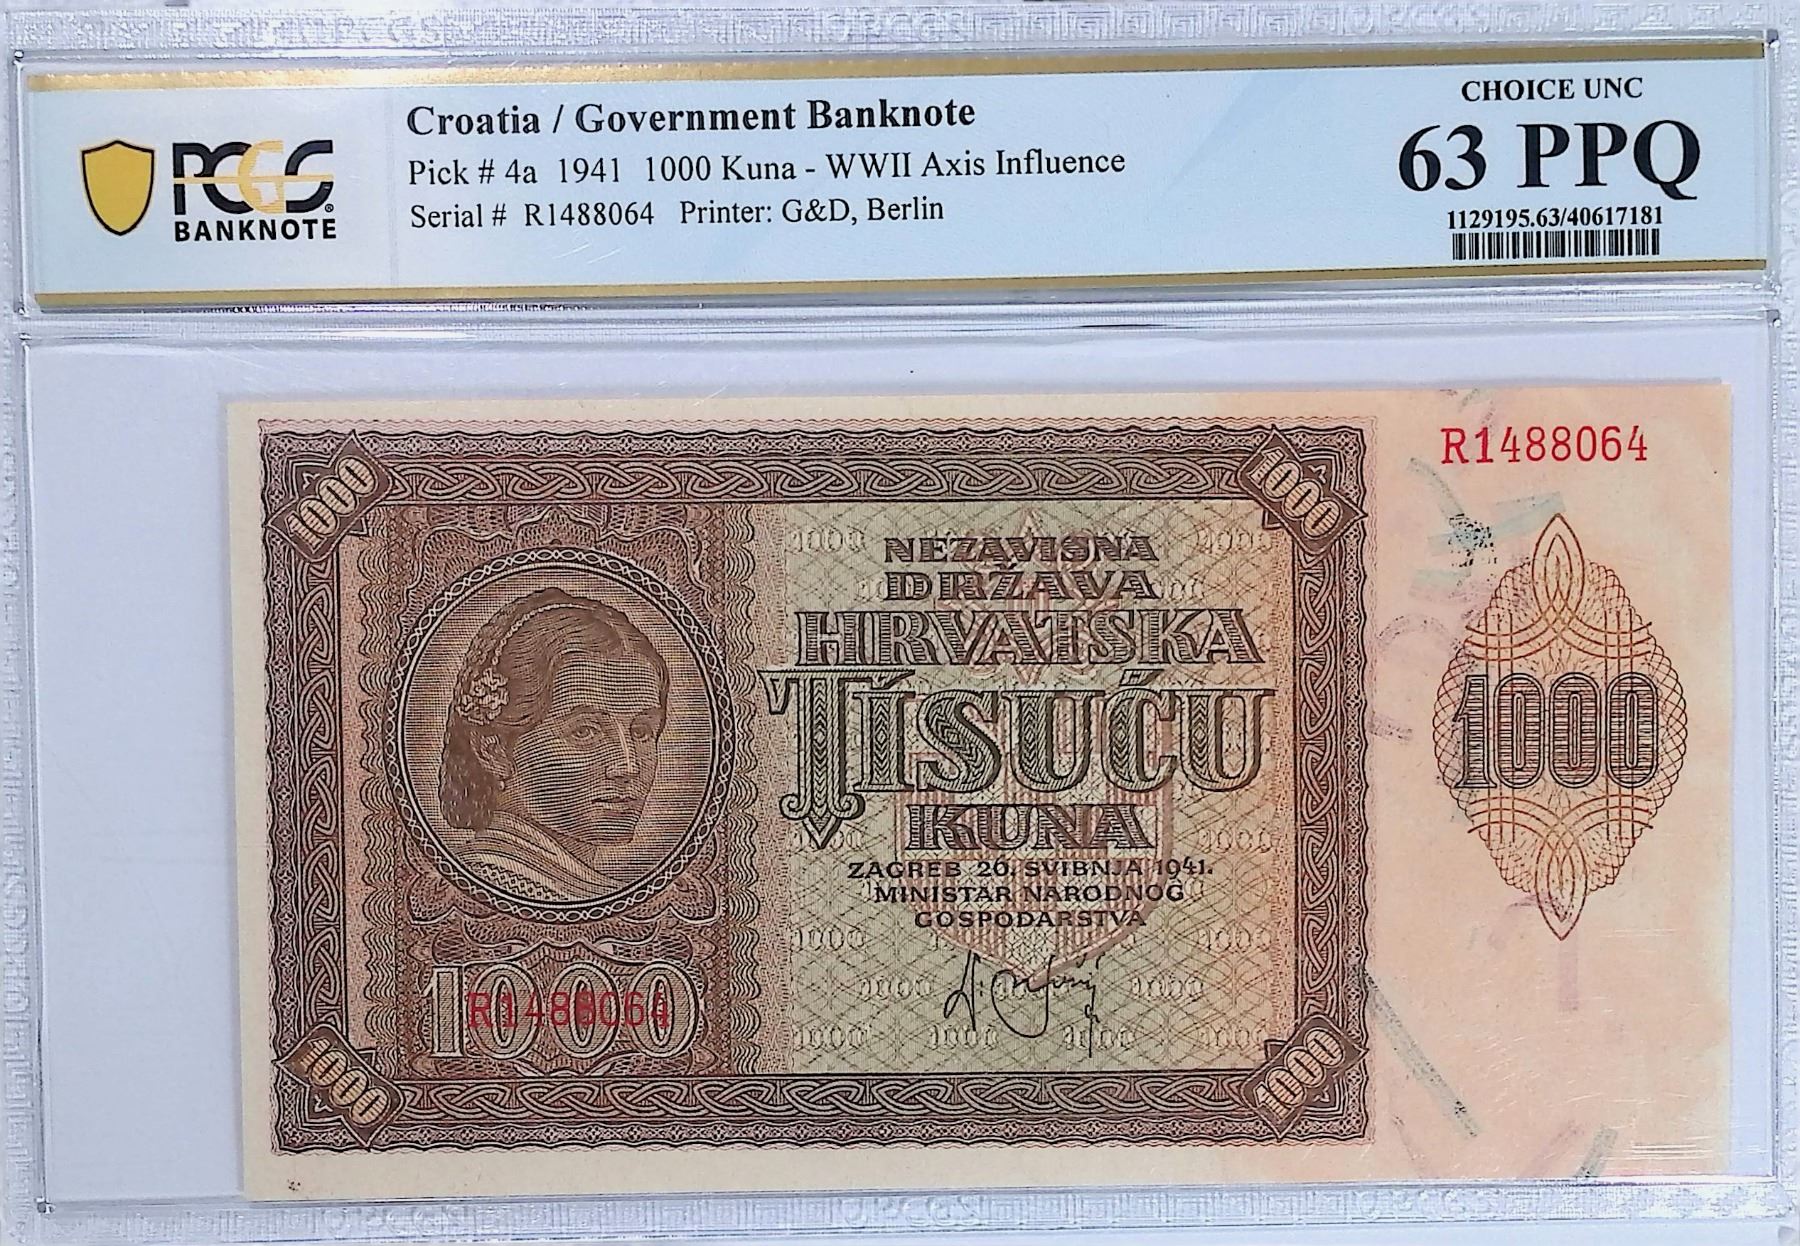 PCGS
BANKNOTE
Croatia / Government Banknote
Pick # 4a 1941 1000 Kuna - WWII Axis Influence
Serial # R1488064 Printer: G&D, Berlin
CHOICE UNC
63 PPQ
1129195.63/40617181
1000
1000
R1488064
NEZAVISNA
DRŽAVA
HRVATSKA
TISUĆU
KUNA
ZAGREB 26. SVIBNJA 1941.
MINISTAR NARODNOG
GOSPODARSTVA
1000
1000
R1488064
1000
1000